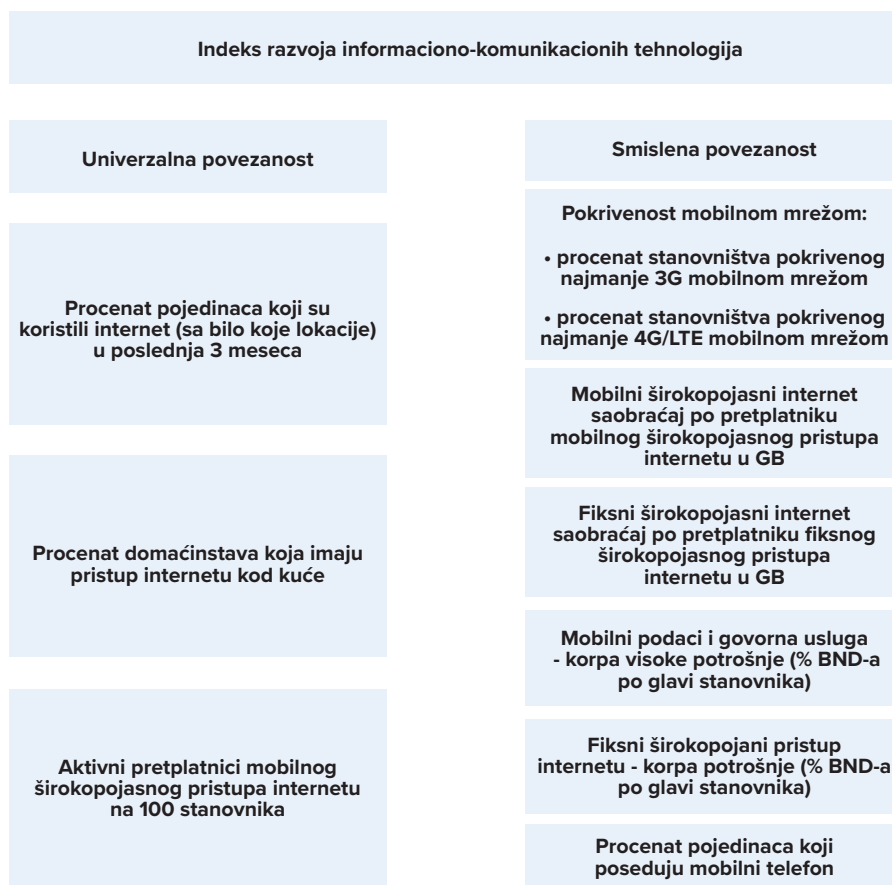 Indeks razvoja informaciono-komunikacionih tehnologija
Univerzalna povezanost
Procenat pojedinaca koji su
koristili internet (sa bilo koje lokacije)
u poslednja 3 meseca
Procenat domaćinstava koja imaju
pristup internetu kod kuće
Aktivni pretplatnici mobilnog
širokopojasnog pristupa internetu
na 100 stanovnika
Smislena povezanost
Pokrivenost mobilnom mrežom:
• procenat stanovništva pokrivenog
najmanje 3G mobilnom mrežom
• procenat stanovništva pokrivenog
najmanje 4G/LTE mobilnom mrežom
Mobilni širokopojasni internet
saobraćaj po pretplatniku
mobilnog širokopojasnog pristupa
internetu u GB
Fiksni širokopojasni internet
saobraćaj po pretplatniku fiksnog
širokopojasnog pristupa
internetu u GB
Mobilni podaci i govorna usluga
- korpa visoke potrošnje (% BND-a
po glavi stanovnika)
Fiksni širokopojani pristup
internetu - korpa potrošnje (% BND-a
po glavi stanovnika)
Procenat pojedinaca koji
poseduju mobilni telefon